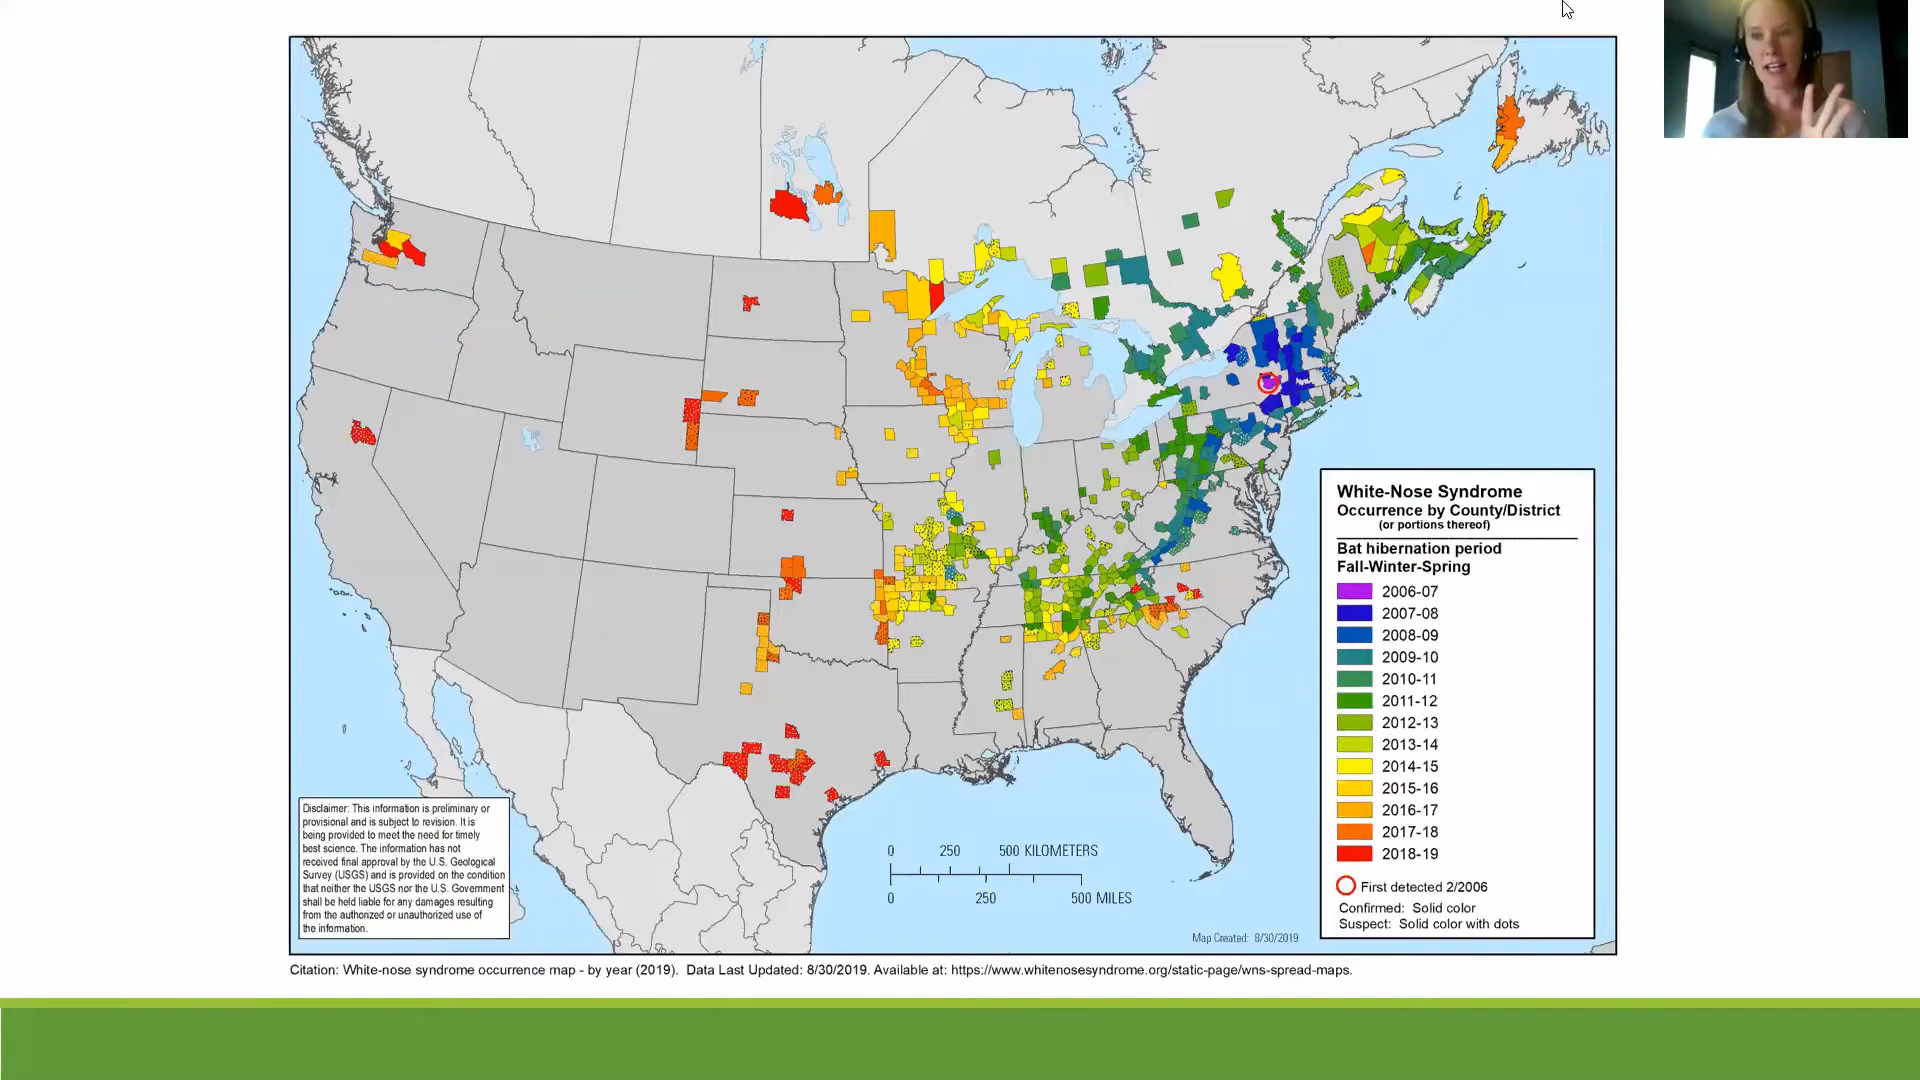 White-Nose Syndrome
Occurrence by County/District
(or portions thereof)
Bat hibernation period
Fall-Winter-Spring
2006-07
2007-08
2008-09
2009-10
2010-11
2011-12
2012-13
2013-14
2014-15
2015-16
2016-17
2017-18
2018-19
First detected 2/2006
Confirmed: Solid color
Suspect: Solid color with dots
Disclaimer: This information is preliminary or
provisional and is subject to revision. It is
being provided to meet the need for timely
best science. The information has not
received final approval by the U.S. Geological
Survey (USGS) and is provided on the condition
that neither the USGS nor the U.S. Government
shall be held liable for any damages resulting
from the authorized or unauthorized use of
the information.
0 250 500 KILOMETERS
0 250 500 MILES
Map Created: 8/30/2019
Citation: White-nose syndrome occurrence map - by year (2019). Data Last Updated: 8/30/2019. Available at: https://www.whitenosesyndrome.org/static-page/wns-spread-maps.